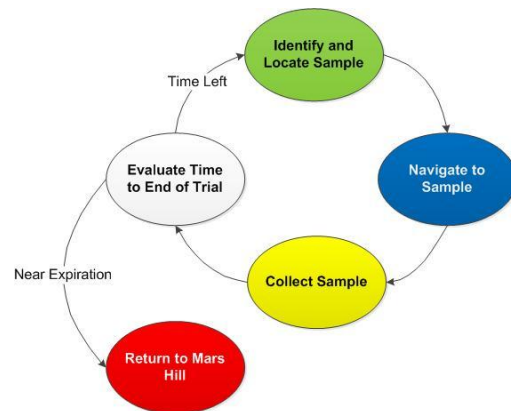 Identify and
Locate Sample
Time Left
Evaluate Time
to End of Trial
Navigate to
Sample
Near Expiration
Collect Sample
Return to Mars
Hill